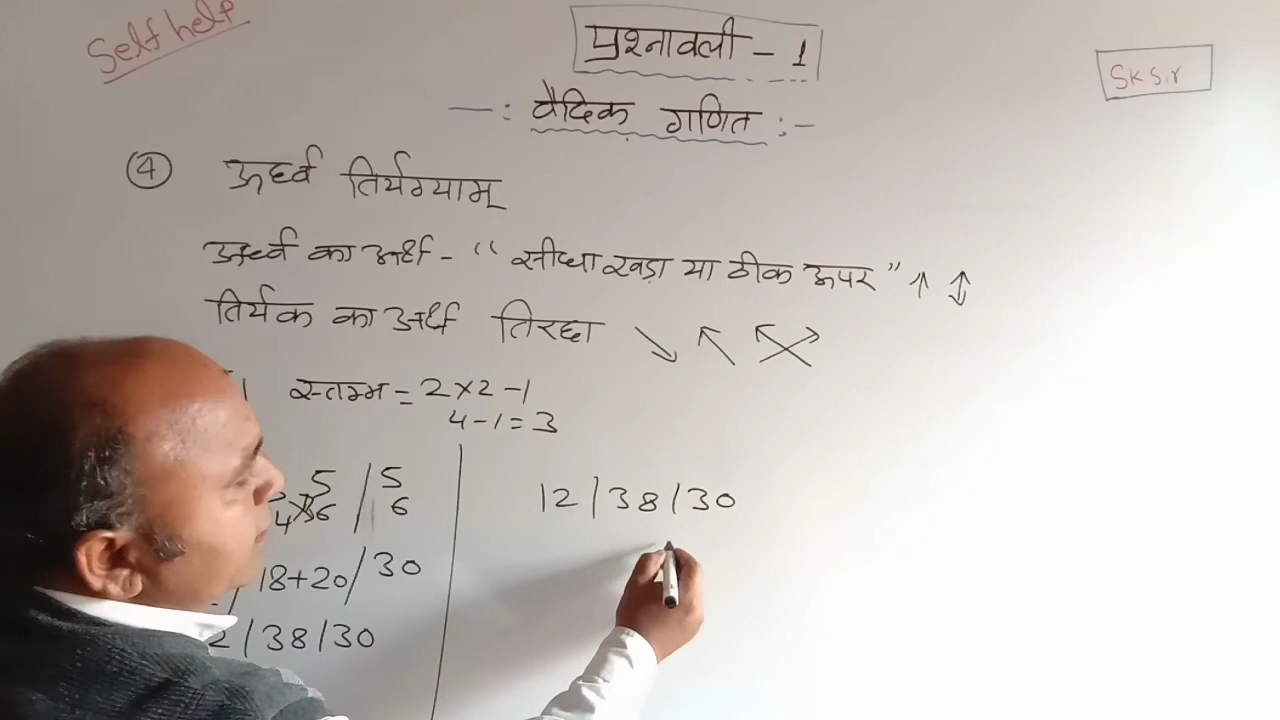 Self help
प्रश्नावली - 1
SK Sir
-: वैदिक गणित :-
④ ऊर्ध्व तिर्यग्याम्
ऊर्ध्व का अर्थ - “ सीधा खड़ा या ठीक ऊपर ” ↑ ↕
तिर्यक का अर्थ तिरछा ↘ ↖
स्तम्भ = 2×2-1
4-1=3
5 / 5
4 6 / 6
18+20/30
2/38/30
12/38/30